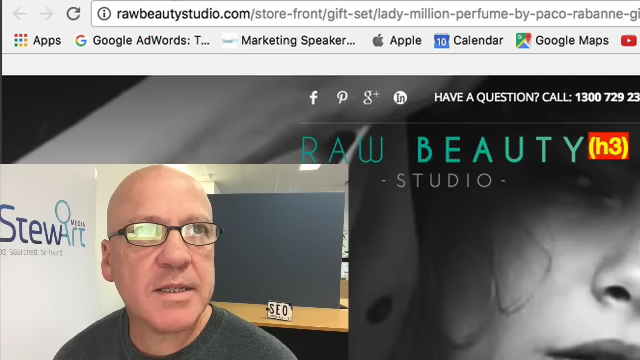 rawbeautystudio.com/store-front/gift-set/lady-million-perfume-by-paco-rabanne-gi
Apps Google AdWords: T... Marketing Speaker... Apple 10 Calendar Google Maps
HAVE A QUESTION? CALL: 1300 729 23
RAW BEAUTY (h3)
- STUDIO -
StewArt
MEDIA
be searched. be found
SEO